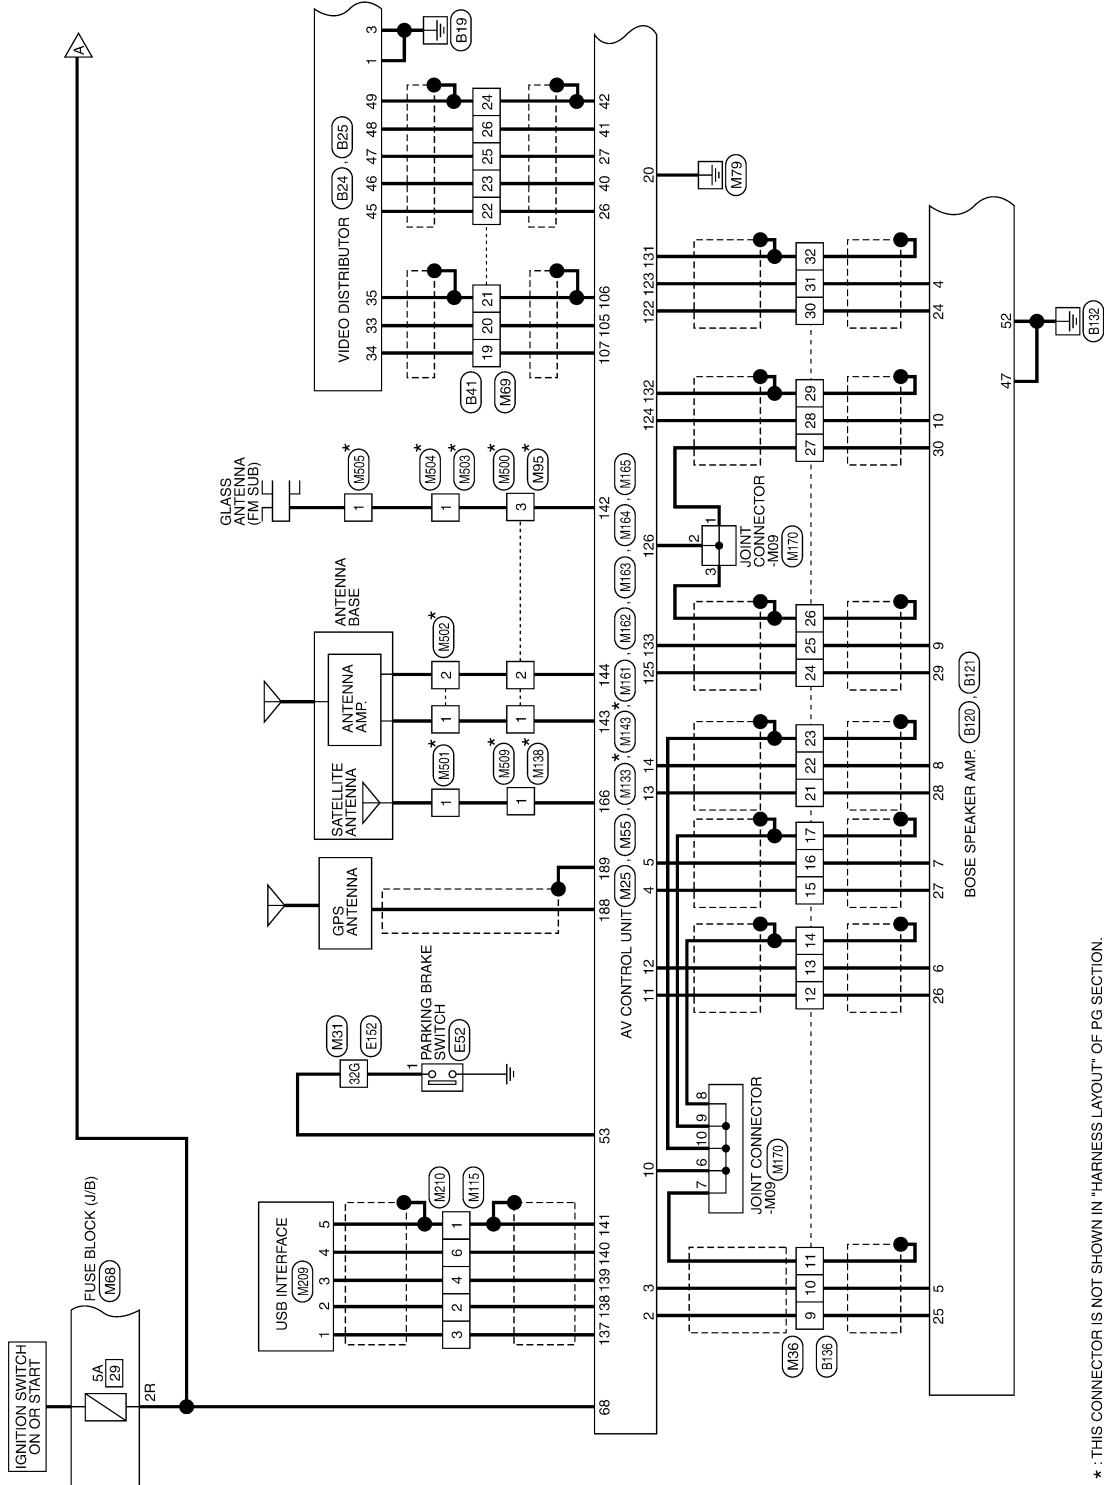 IGNITION SWITCH
ON OR START
5A
29
FUSE BLOCK (J/B)
M68
2R
A
USB INTERFACE
M209
1 2 3 4 5
M210
M115
3 2 4 6 1
137 138 139 140 141
68
M31
E152
32G
1
PARKING BRAKE
SWITCH
E52
53
GPS
ANTENNA
188 189
SATELLITE
ANTENNA
ANTENNA
AMP.
ANTENNA
BASE
M501 *
M502 *
1 1 2
M509 *
M138 *
1 1 2 3
166 143 144 142
GLASS
ANTENNA
(FM SUB)
M505 *
1
M504 *
M503 *
1
M500 *
M95 *
VIDEO DISTRIBUTOR B24 , B25
34 33 35 45 46 47 48 49 1 3
B19
B41
M69
19 20 21 22 23 25 26 24
107 105 106 26 40 27 41 42
AV CONTROL UNIT M25 , M55
M133 * , M143 * , M161 , M162 , M163 , M164 , M165
2 3 10 11 12 4 5 13 14 125 133 126 124 132 122 123 131 20
M79
7 6 10 9 8
JOINT CONNECTOR
-M09 M170
3 2 1
JOINT
CONNECTOR
-M09
M170
M36
B136
9 10 11 12 13 14 15 16 17 21 22 23 24 25 26 27 28 29 30 31 32
25 5 26 6 27 7 28 8 29 9 30 10 24 4
BOSE SPEAKER AMP. B120 , B121
47 52
B132
* : THIS CONNECTOR IS NOT SHOWN IN "HARNESS LAYOUT" OF PG SECTION.